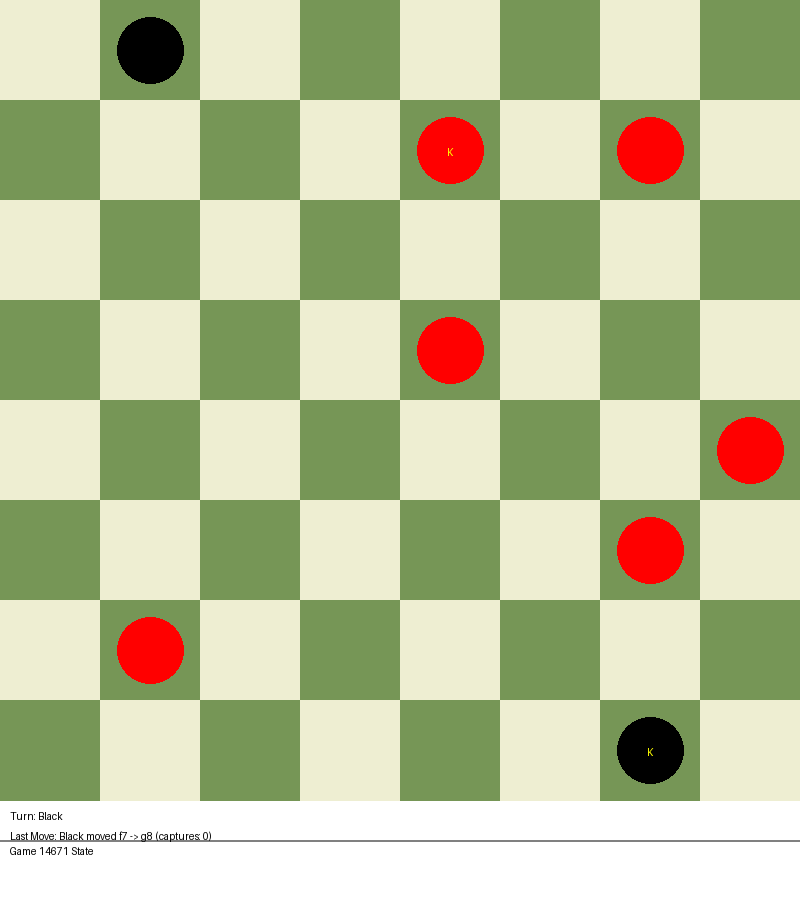 K
K
Turn: Black
Last Move: Black moved f7 -> g8 (captures: 0)
Game 14671 State